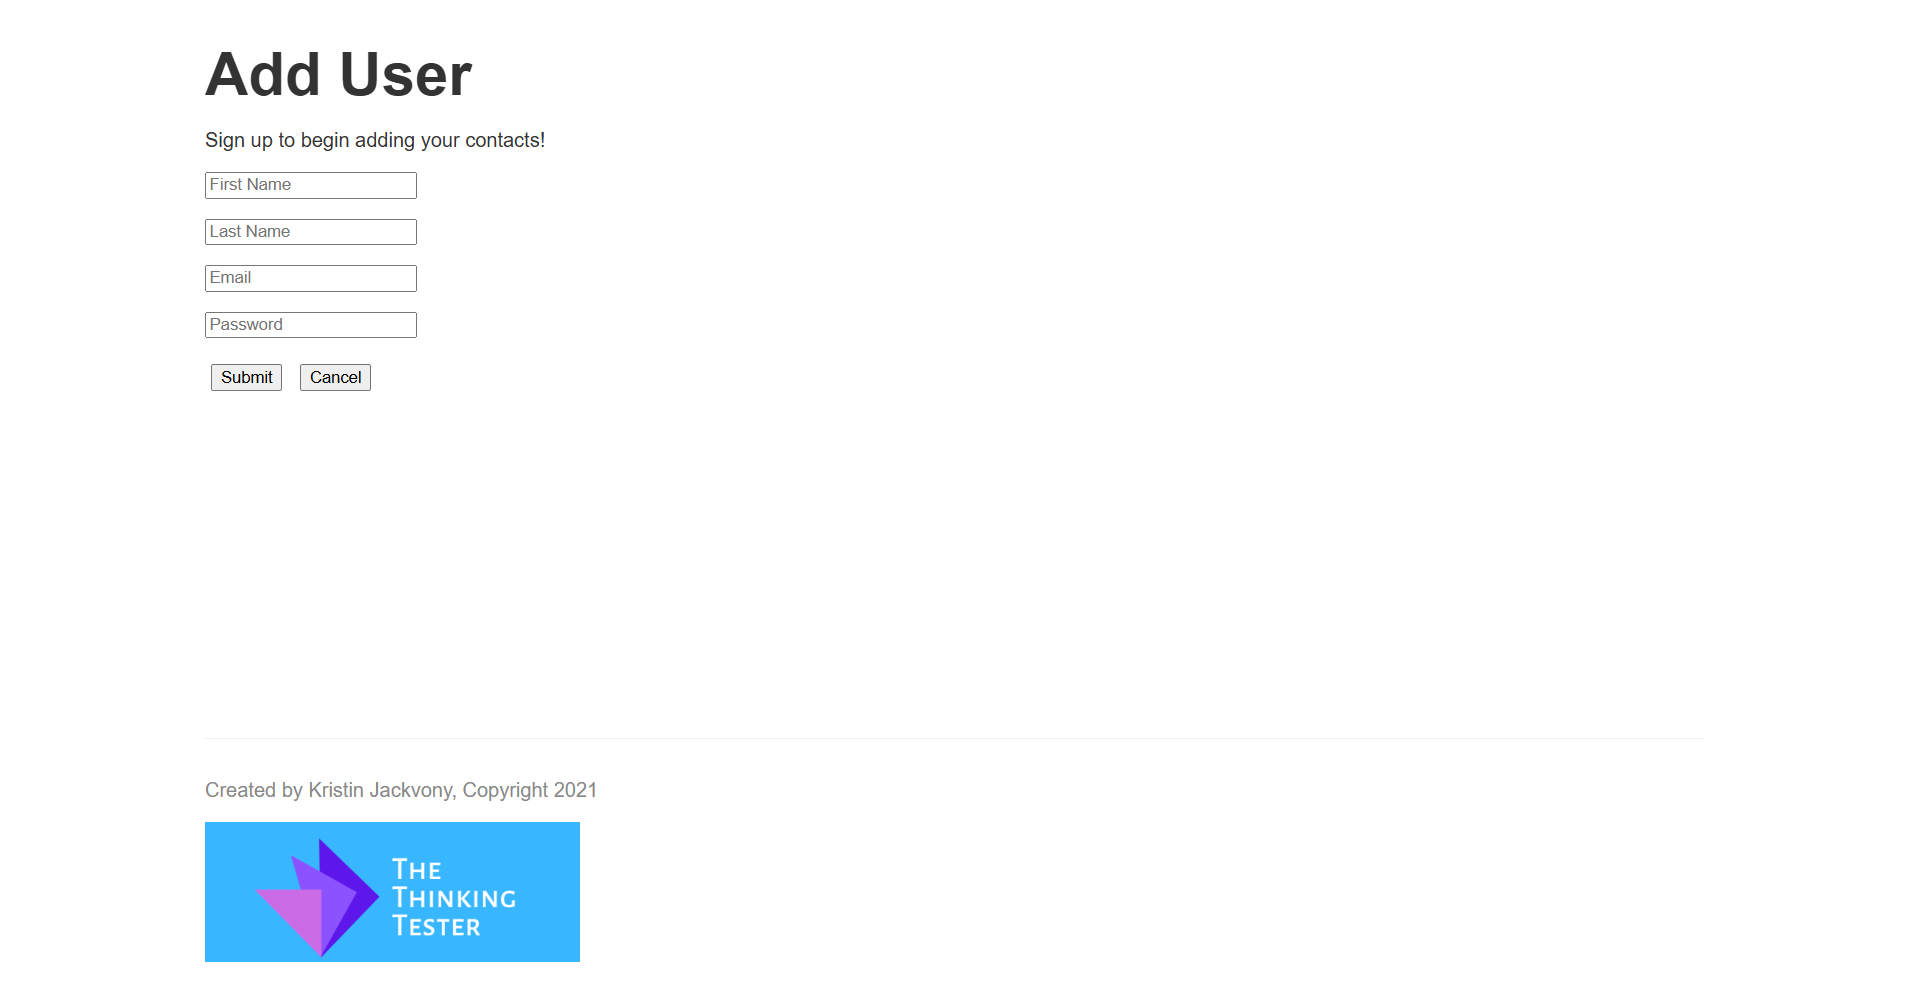 Add User
Sign up to begin adding your contacts!
First Name
Last Name
Email
Password
Submit Cancel
Created by Kristin Jackvony, Copyright 2021
THE
THINKING
TESTER